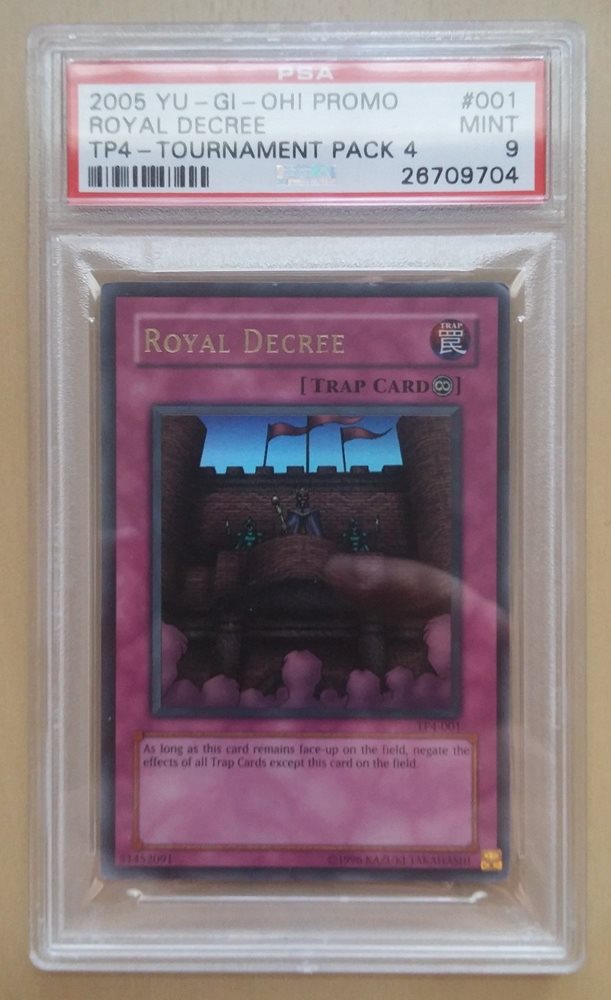 PSA
2005 YU-GI-OH! PROMO #001
ROYAL DECREE MINT
TP4-TOURNAMENT PACK 4 9
26709704
ROYAL DECREE
TRAP
罠
[TRAP CARD∞]
TP4-001
As long as this card remains face-up on the field, negate the
effects of all Trap Cards except this card on the field.
51452091
©1996 KAZUKI TAKAHASHI